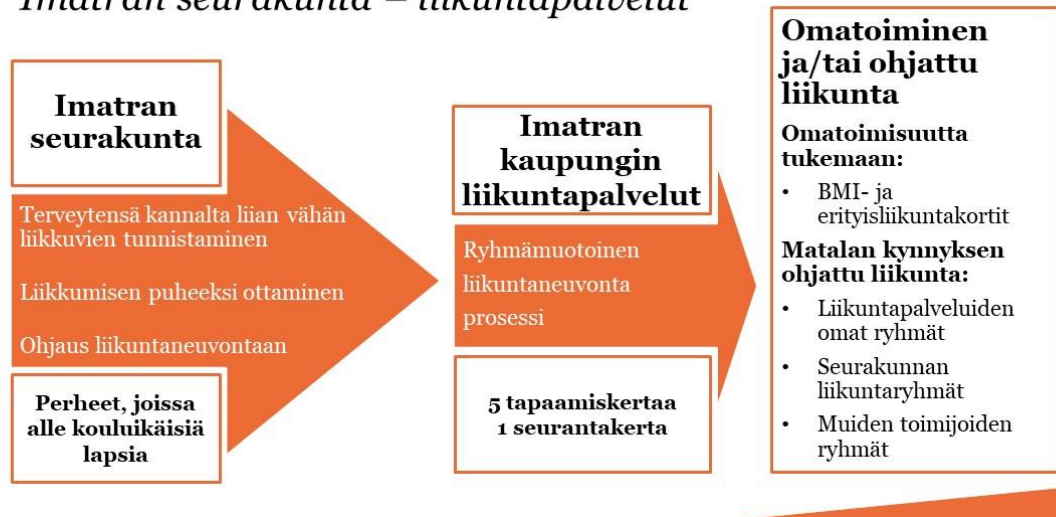 Imatran seurakunta – liikuntapalvelut
Imatran
seurakunta
Terveytensä kannalta liian vähän
liikkuvien tunnistaminen
Liikkumisen puheeksi ottaminen
Ohjaus liikuntaneuvontaan
Perheet, joissa
alle kouluikäisiä
lapsia
Imatran
kaupungin
liikuntapalvelut
Ryhmämuotoinen
liikuntaneuvonta
prosessi
5 tapaamiskertaa
1 seurantakerta
Omatoiminen
ja/tai ohjattu
liikunta
Omatoimisuutta
tukemaan:
• BMI- ja
erityisliikuntakortit
Matalan kynnyksen
ohjattu liikunta:
• Liikuntapalveluiden
omat ryhmät
• Seurakunnan
liikuntaryhmät
• Muiden toimijoiden
ryhmät